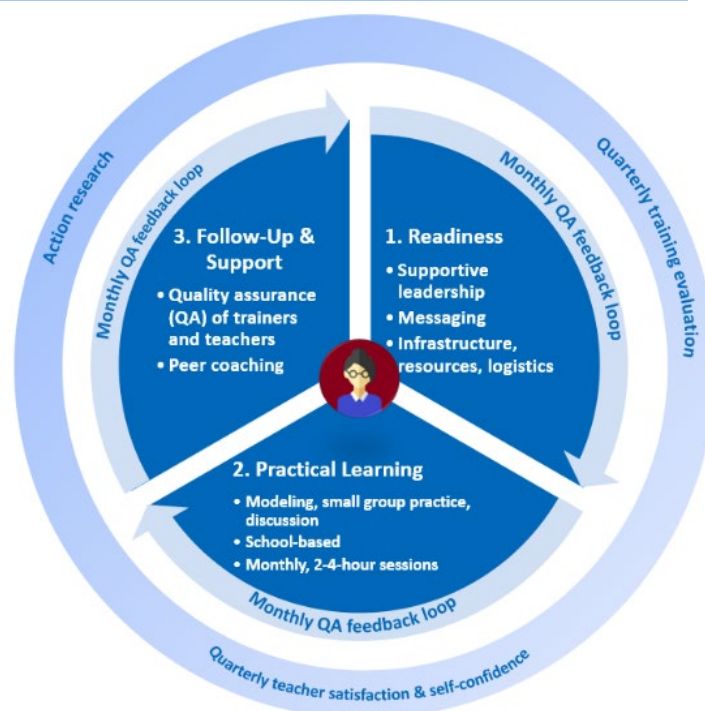 Action research
Quarterly training evaluation
Quarterly teacher satisfaction & self-confidence
Monthly QA feedback loop
Monthly QA feedback loop
Monthly QA feedback loop
1. Readiness
• Supportive
leadership
• Messaging
• Infrastructure,
resources, logistics
2. Practical Learning
• Modeling, small group practice,
discussion
• School-based
• Monthly, 2-4-hour sessions
3. Follow-Up &
Support
• Quality assurance
(QA) of trainers
and teachers
• Peer coaching